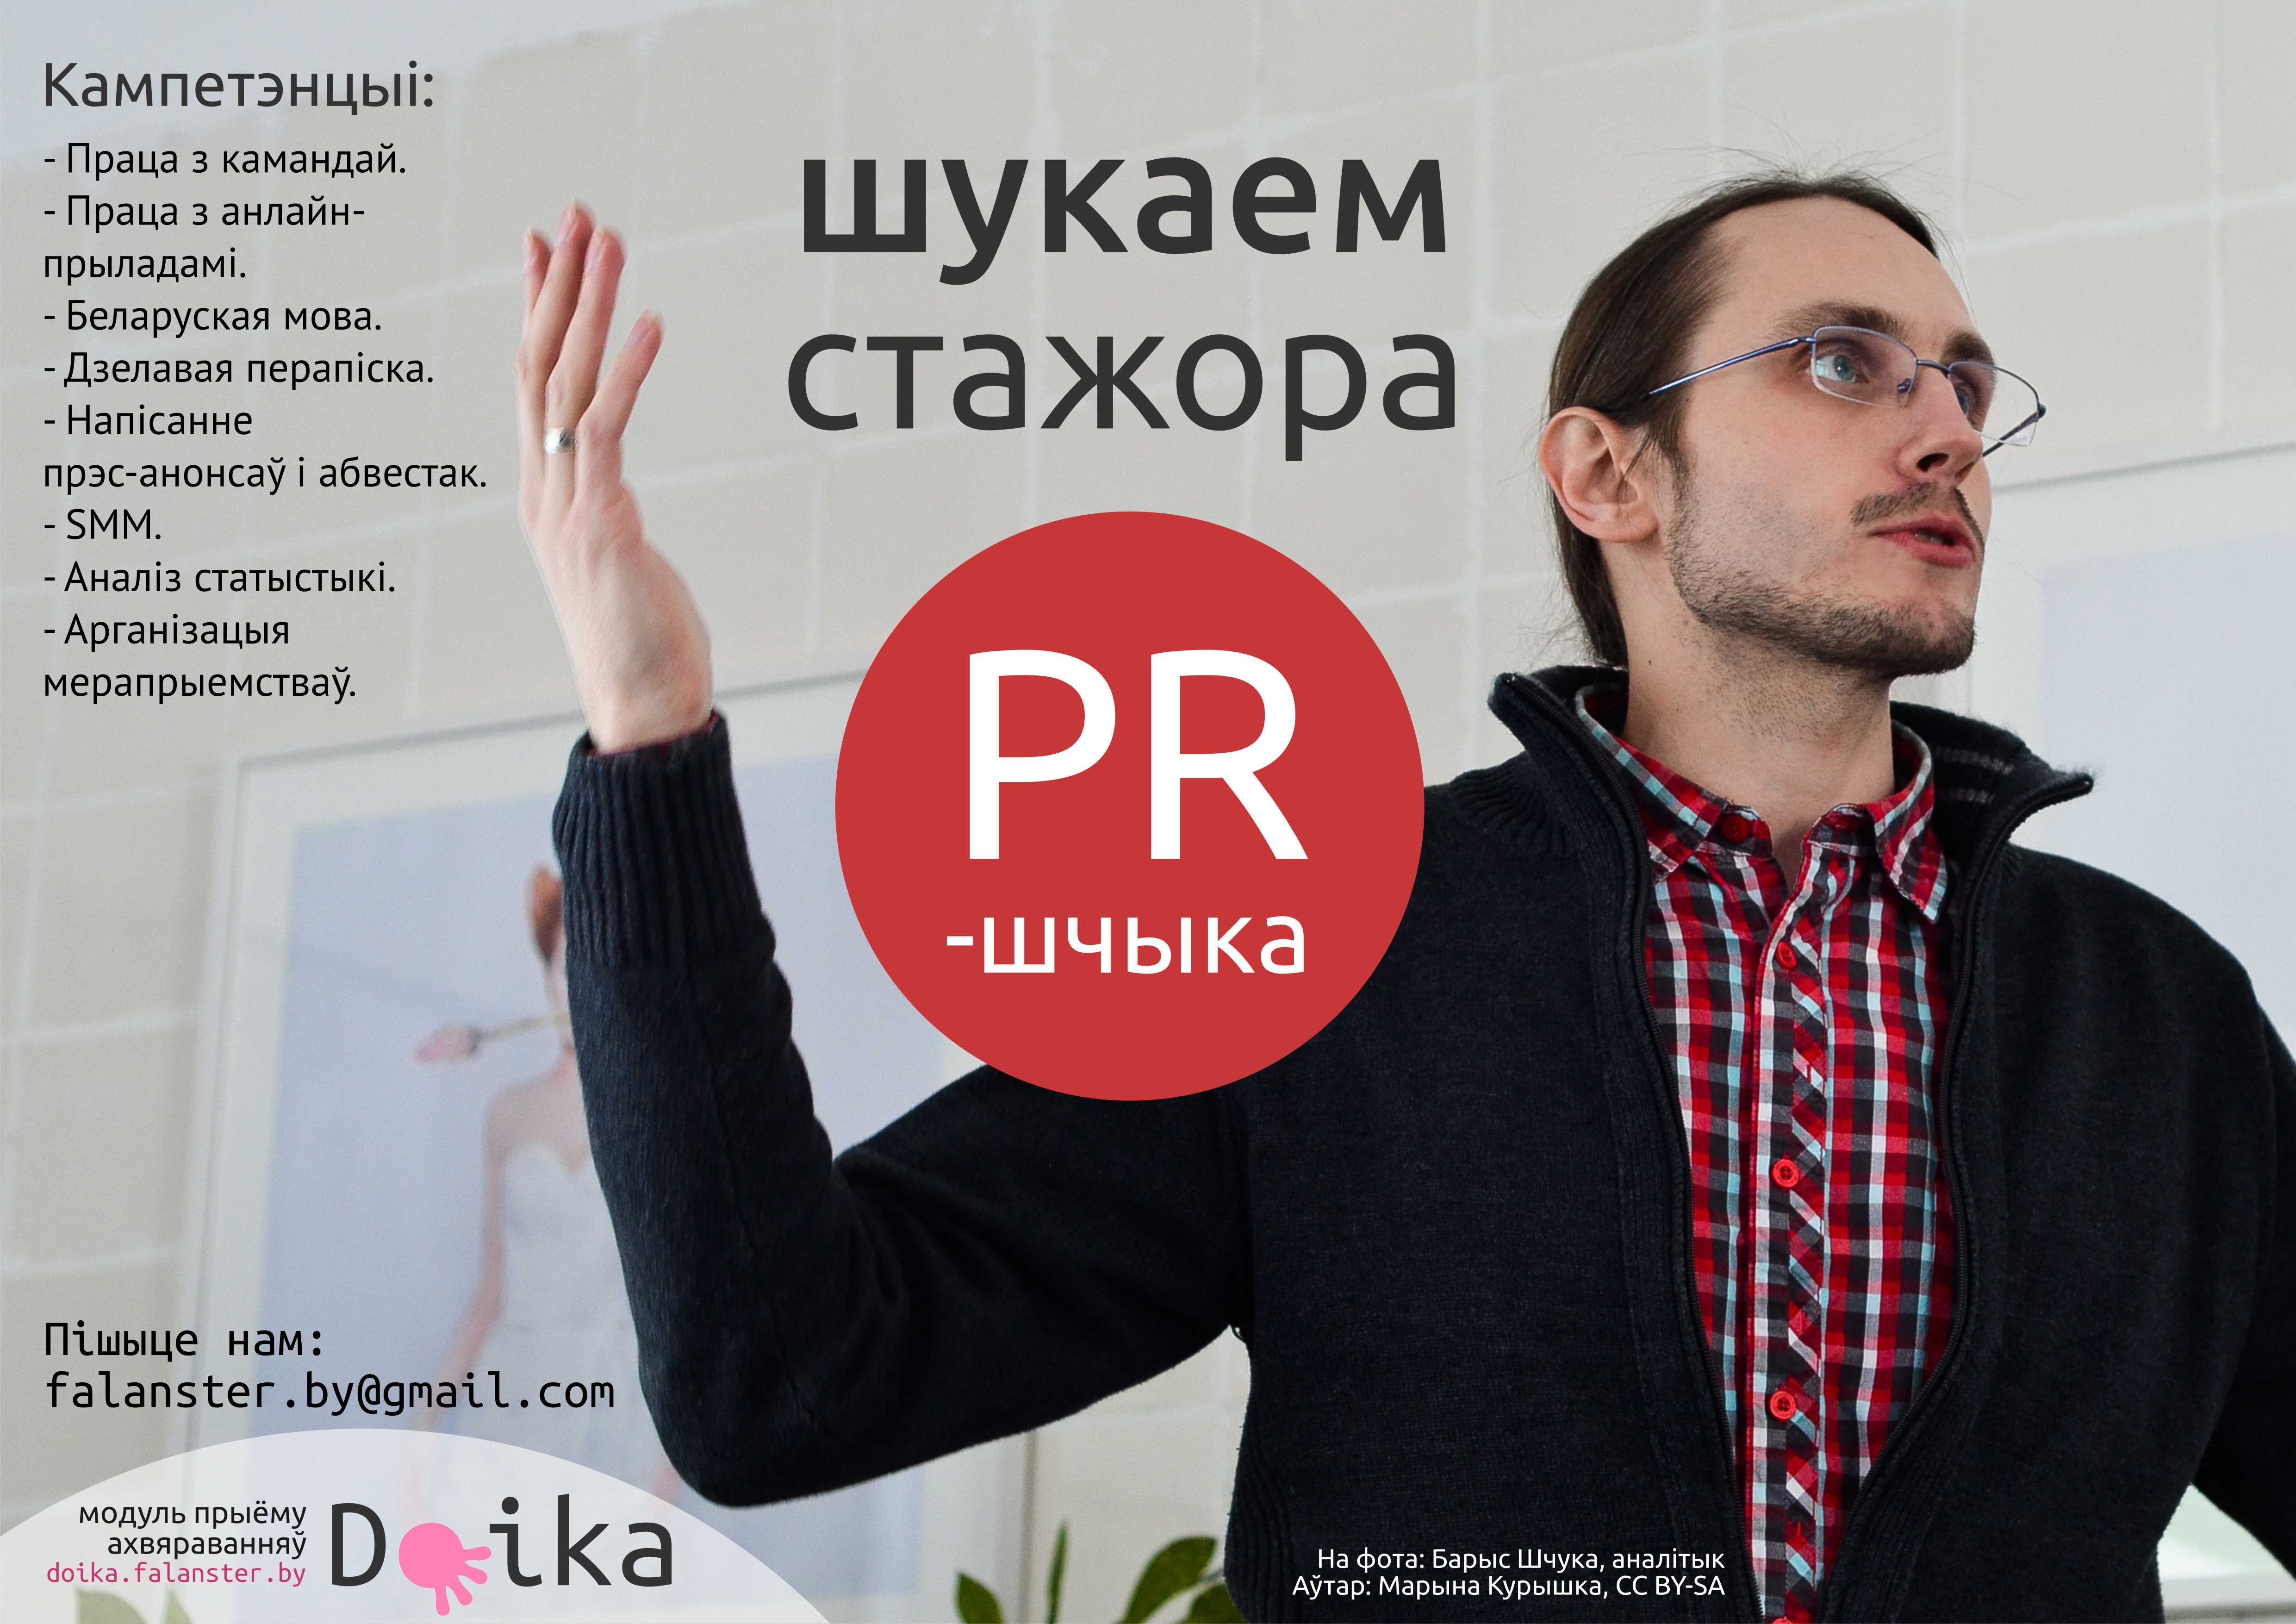 Кампетэнцыі:
- Праца з камандай.
- Праца з анлайн-
прыладамі.
- Беларуская мова.
- Дзелавая перапіска.
- Напісанне
прэс-анонсаў і абвестак.
- SMM.
- Аналіз статыстыкі.
- Арганізацыя
мерапрыемстваў.
шукаем
стажора
PR
-шчыка
Пішыце нам:
falanster.by@gmail.com
модуль прыёму
ахвяраванняў
doika.falanster.by
Doika
На фота: Барыс Шчука, аналітык
Аўтар: Марына Курышка, CC BY-SA